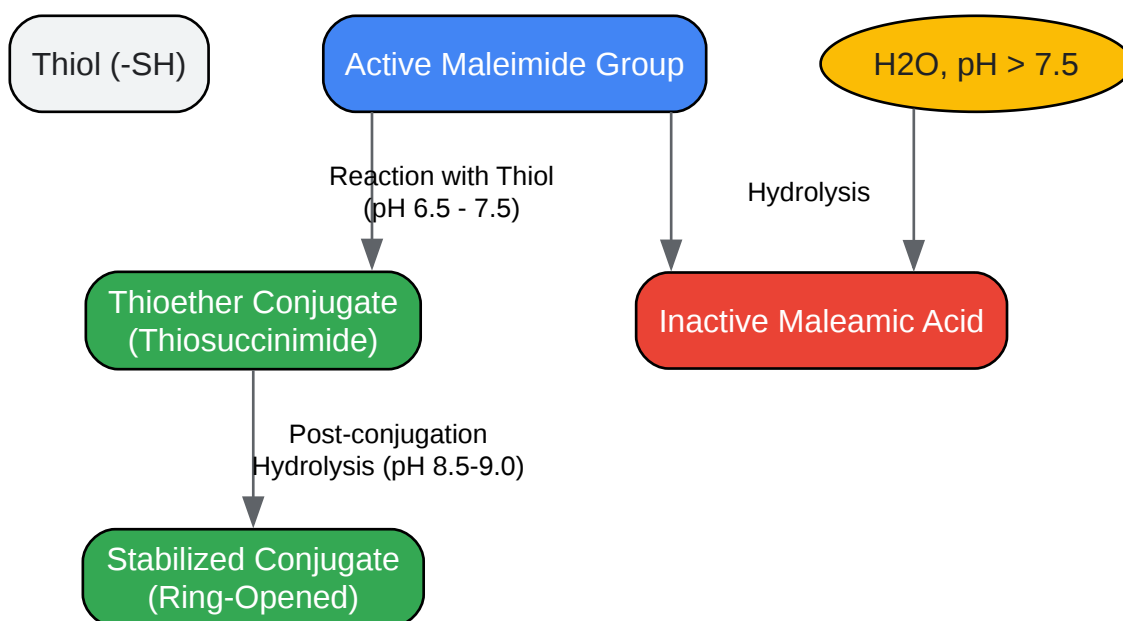 Thiol (-SH)
Active Maleimide Group
H2O, pH > 7.5
Reaction with Thiol
(pH 6.5 - 7.5)
Hydrolysis
Thioether Conjugate
(Thiosuccinimide)
Inactive Maleamic Acid
Post-conjugation
Hydrolysis (pH 8.5-9.0)
Stabilized Conjugate
(Ring-Opened)